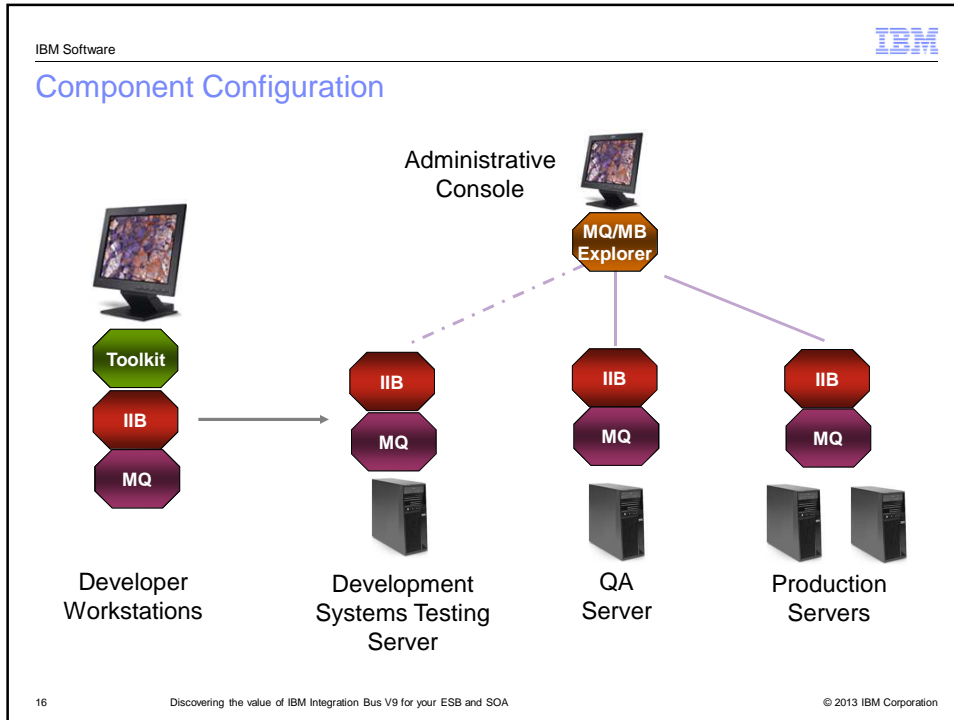 IBM Software
IBM
Component Configuration
Administrative
Console
MQ/MB
Explorer
Toolkit
IIB
MQ
IIB
MQ
IIB
MQ
IIB
MQ
Developer
Workstations
Development
Systems Testing
Server
QA
Server
Production
Servers
16
Discovering the value of IBM Integration Bus V9 for your ESB and SOA
© 2013 IBM Corporation